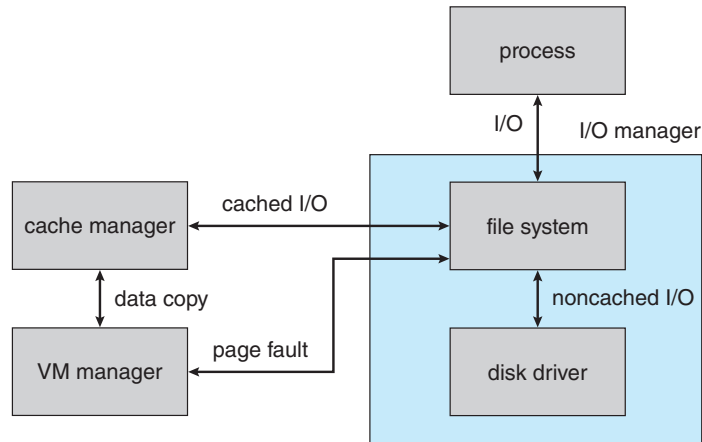 process
I/O
I/O manager
cache manager
cached I/O
file system
data copy
noncached I/O
VM manager
page fault
disk driver